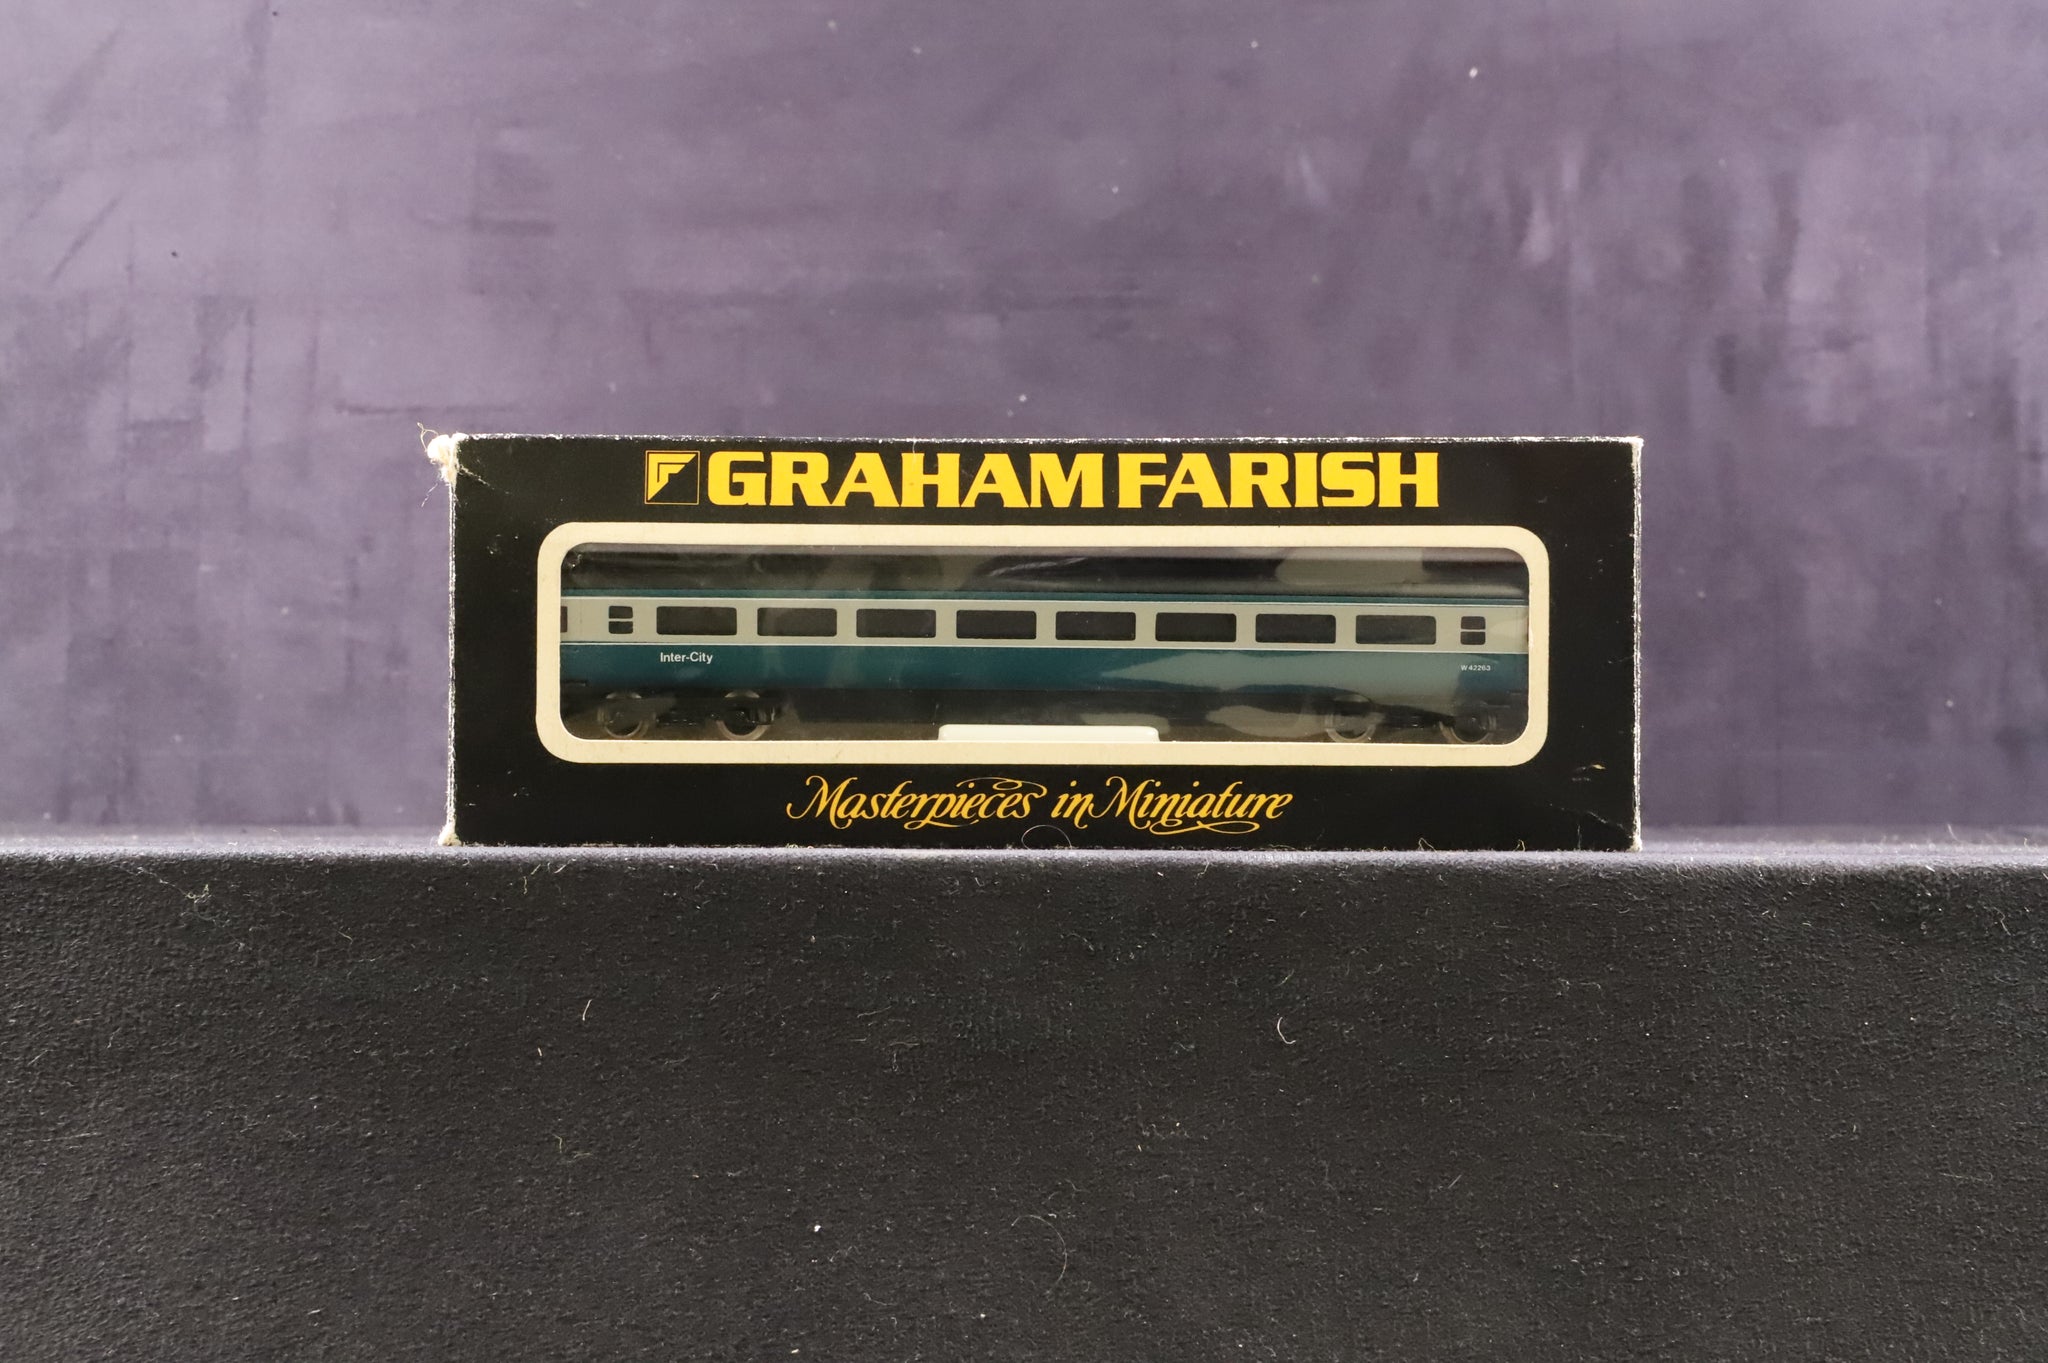 GRAHAM FARISH
Inter-City
W 42263
Masterpieces in Miniature